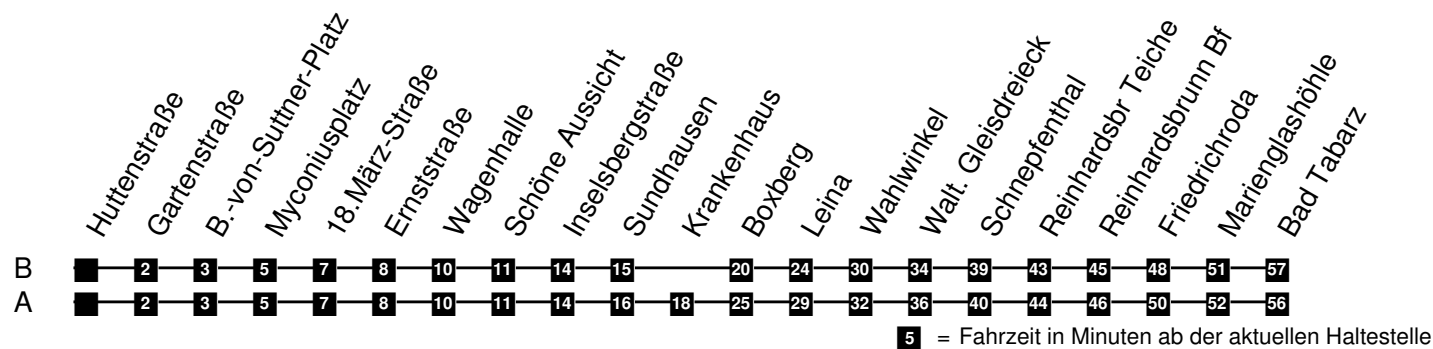 Huttenstraße
Gartenstraße
B.-von-Suttner-Platz
Myconiusplatz
18.März-Straße
Ernststraße
Wagenhalle
Schöne Aussicht
Inselsbergstraße
Sundhausen
Krankenhaus
Boxberg
Leina
Wahlwinkel
Walt. Gleisdreieck
Schnepfenthal
Reinhardsbr Teiche
Reinhardsbrunn Bf
Friedrichroda
Marienglashöhle
Bad Tabarz
B 2 3 5 7 8 10 11 14 15 20 24 30 34 39 43 45 48 51 57
A 2 3 5 7 8 10 11 14 16 18 25 29 32 36 40 44 46 50 52 56
5 = Fahrzeit in Minuten ab der aktuellen Haltestelle